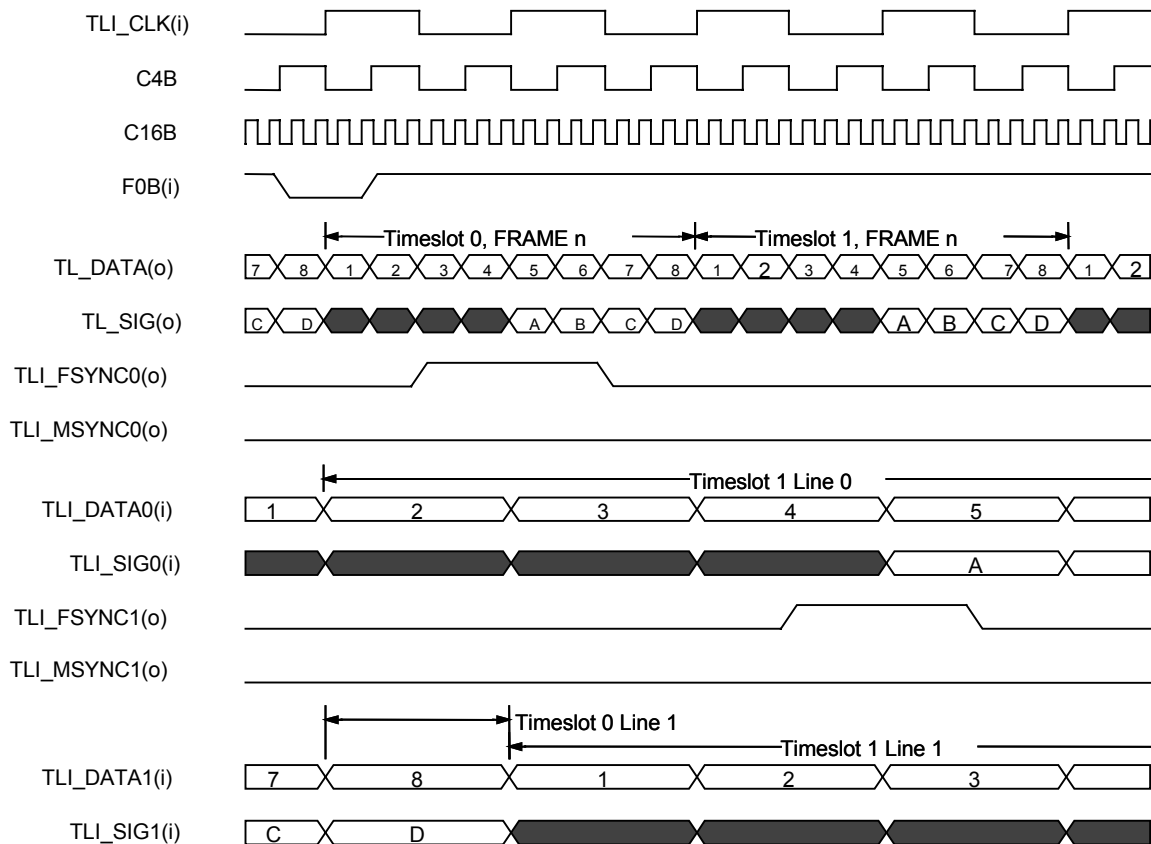 TLI_CLK(i)
C4B
C16B
F0B(i)
Timeslot 0, FRAME n Timeslot 1, FRAME n
TL_DATA(o) 7 8 1 2 3 4 5 6 7 8 1 2 3 4 5 6 7 8 1 2
TL_SIG(o) C D A B C D A B C D
TLI_FSYNC0(o)
TLI_MSYNC0(o)
Timeslot 1 Line 0
TLI_DATA0(i) 1 2 3 4 5
TLI_SIG0(i) A
TLI_FSYNC1(o)
TLI_MSYNC1(o)
Timeslot 0 Line 1
Timeslot 1 Line 1
TLI_DATA1(i) 7 8 1 2 3
TLI_SIG1(i) C D